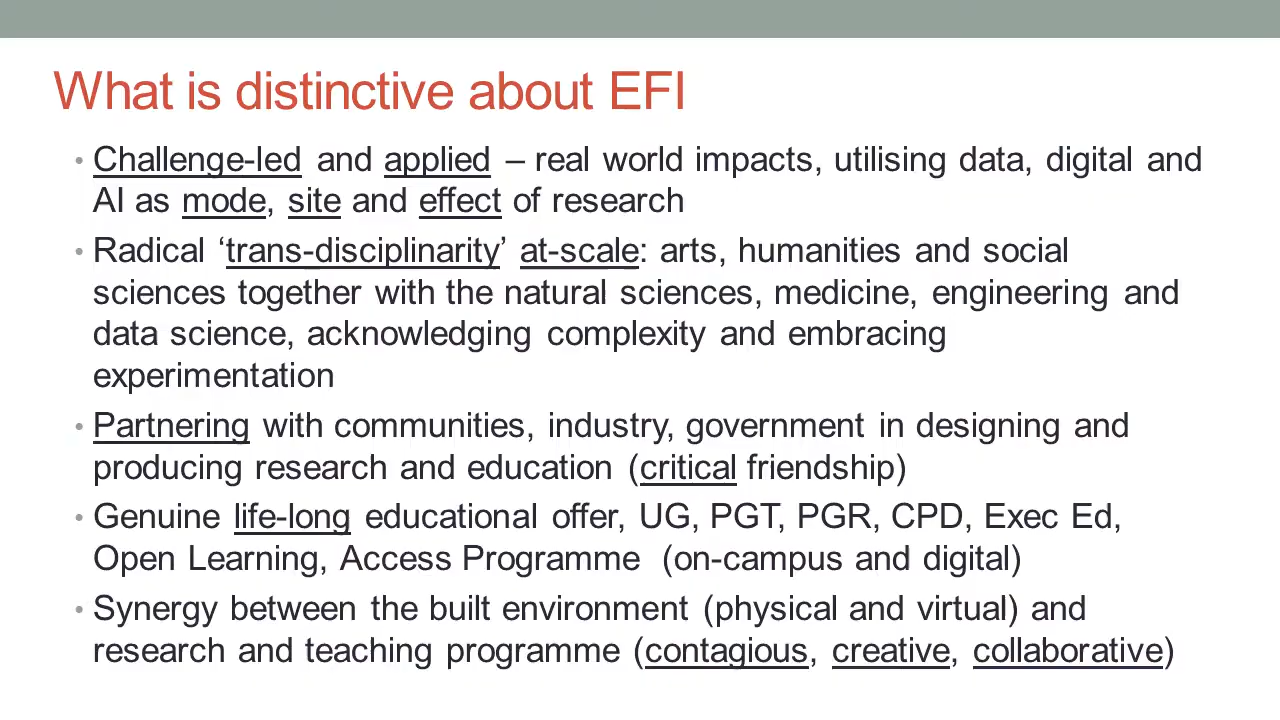 What is distinctive about EFI
• Challenge-led and applied – real world impacts, utilising data, digital and
AI as mode, site and effect of research
• Radical ‘trans-disciplinarity’ at-scale: arts, humanities and social
sciences together with the natural sciences, medicine, engineering and
data science, acknowledging complexity and embracing
experimentation
• Partnering with communities, industry, government in designing and
producing research and education (critical friendship)
• Genuine life-long educational offer, UG, PGT, PGR, CPD, Exec Ed,
Open Learning, Access Programme (on-campus and digital)
• Synergy between the built environment (physical and virtual) and
research and teaching programme (contagious, creative, collaborative)